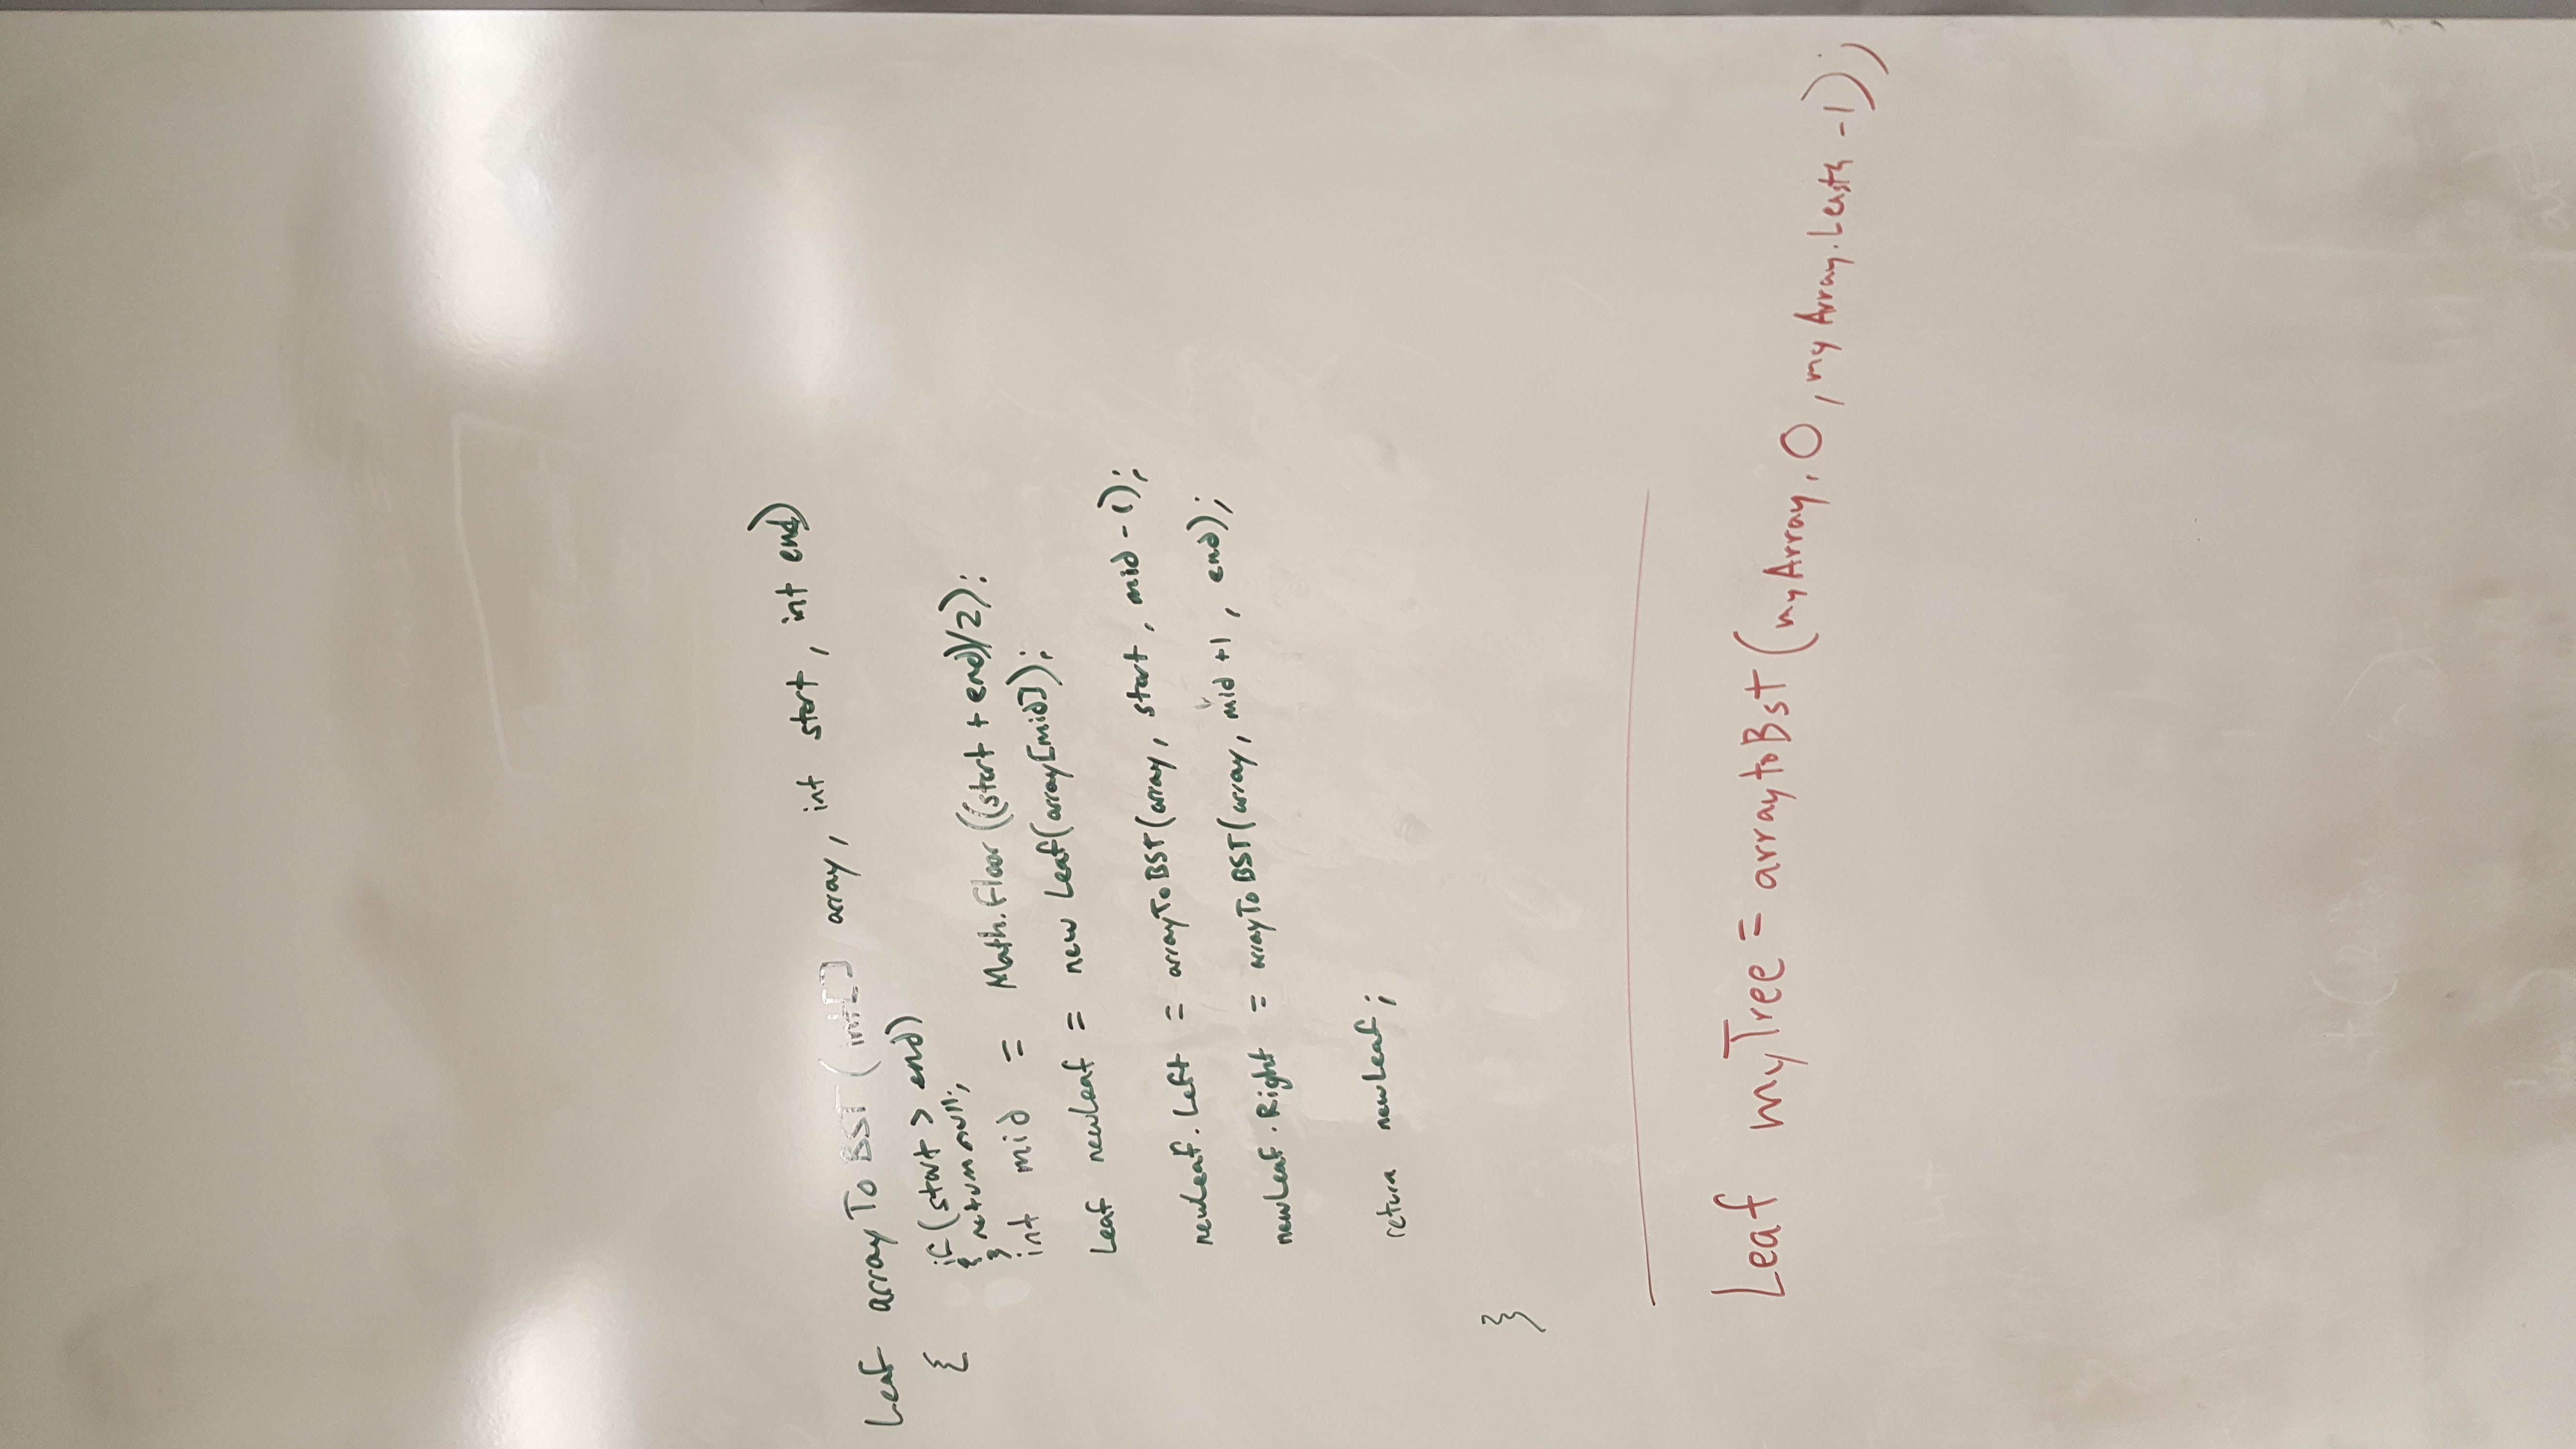 Leaf arrayToBST(int[] array, int start, int end)
{ if(start > end)
{ return null;
}
int mid = Math.Floor((start + end)/2);
Leaf newLeaf = new Leaf(array[mid]);
newLeaf.Left = arrayToBST(array, start, mid-1);
newLeaf.Right = arrayToBST(array, mid+1, end);
return newLeaf;
}
Leaf myTree = arraytoBst(myArray, 0, myArray.Length -1);